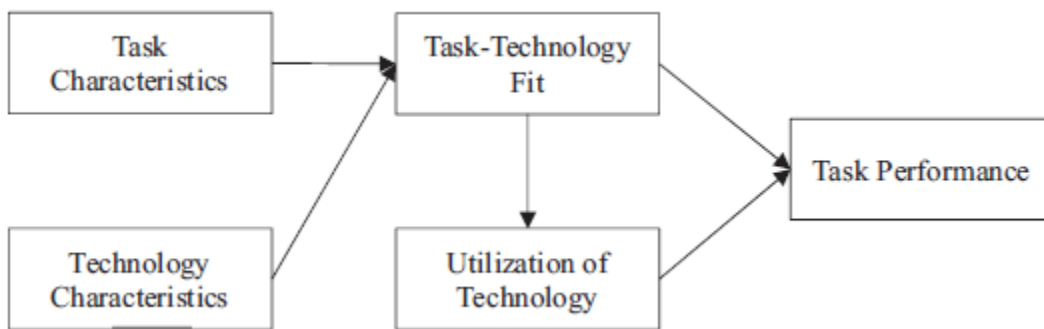 Task
Characteristics
Task-Technology
Fit
Task Performance
Technology
Characteristics
Utilization of
Technology